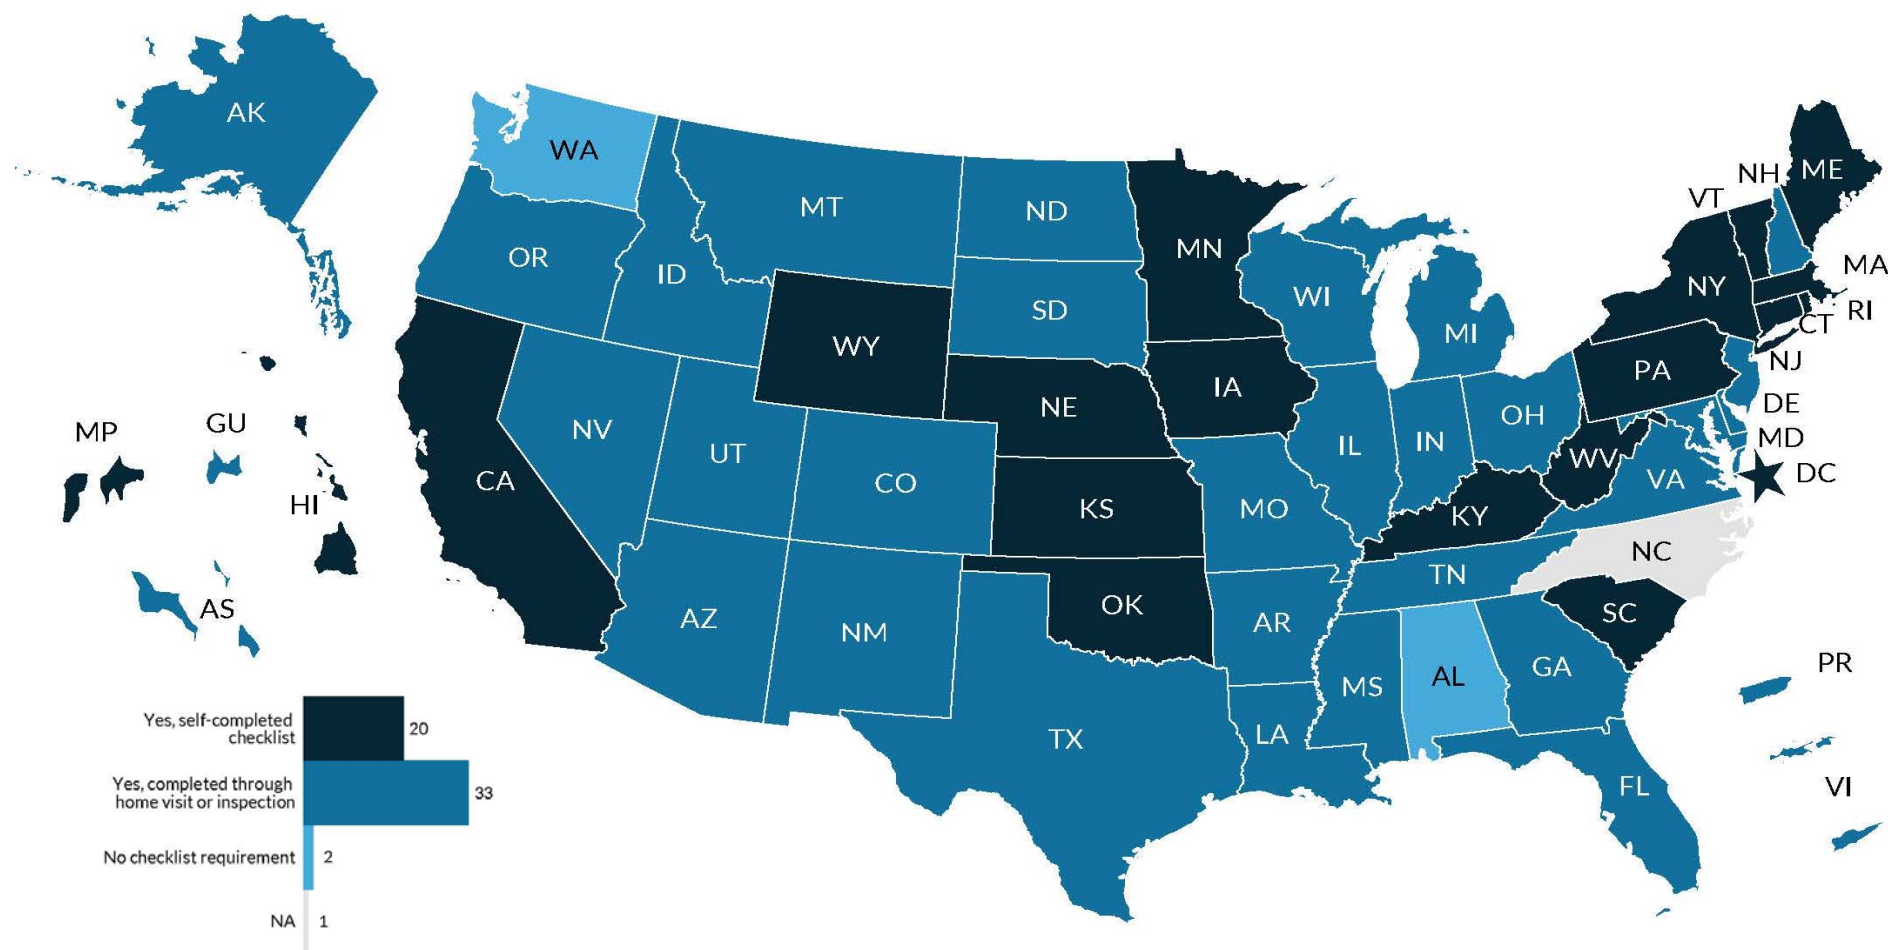 AK
WA
MT
ND
MN
ME
NH
VT
OR
ID
SD
WI
MI
NY
MA
RI
CT
WY
IA
PA
NJ
NE
NV
UT
CO
IL
IN
OH
DE
MD
DC
MP
GU
HI
CA
KS
MO
KY
WV
VA
AS
AZ
NM
OK
AR
TN
NC
SC
TX
LA
MS
AL
GA
FL
PR
VI
Yes, self-completed
checklist
20
Yes, completed through
home visit or inspection
33
No checklist requirement
2
NA
1